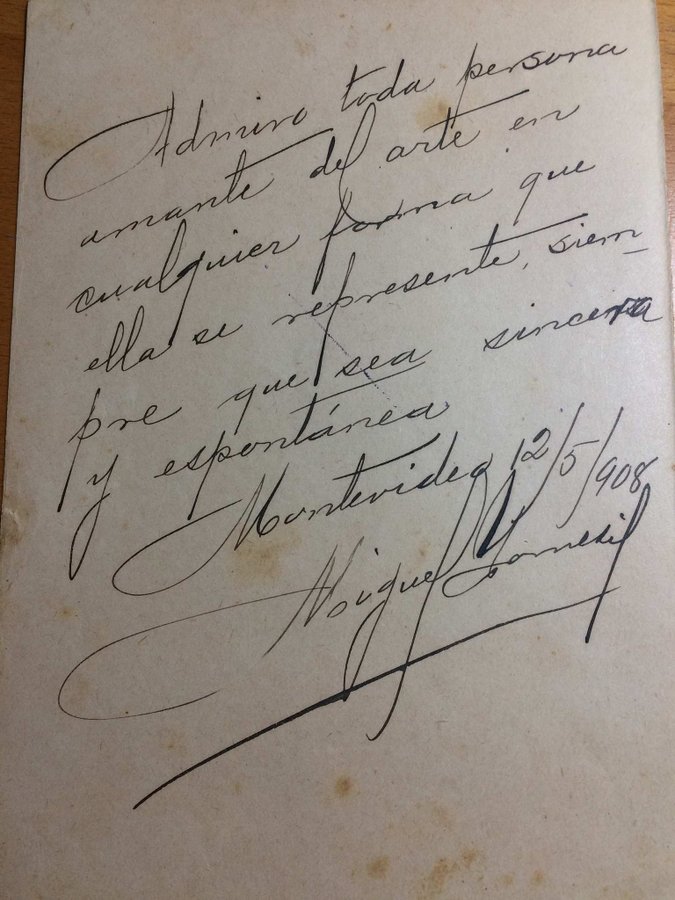 Admiro toda persona
amante del arte en
cualquier forma que
ella se represente, siem-
pre que sea sincera
y espontánea
Montevideo 12/5/908
Miguel